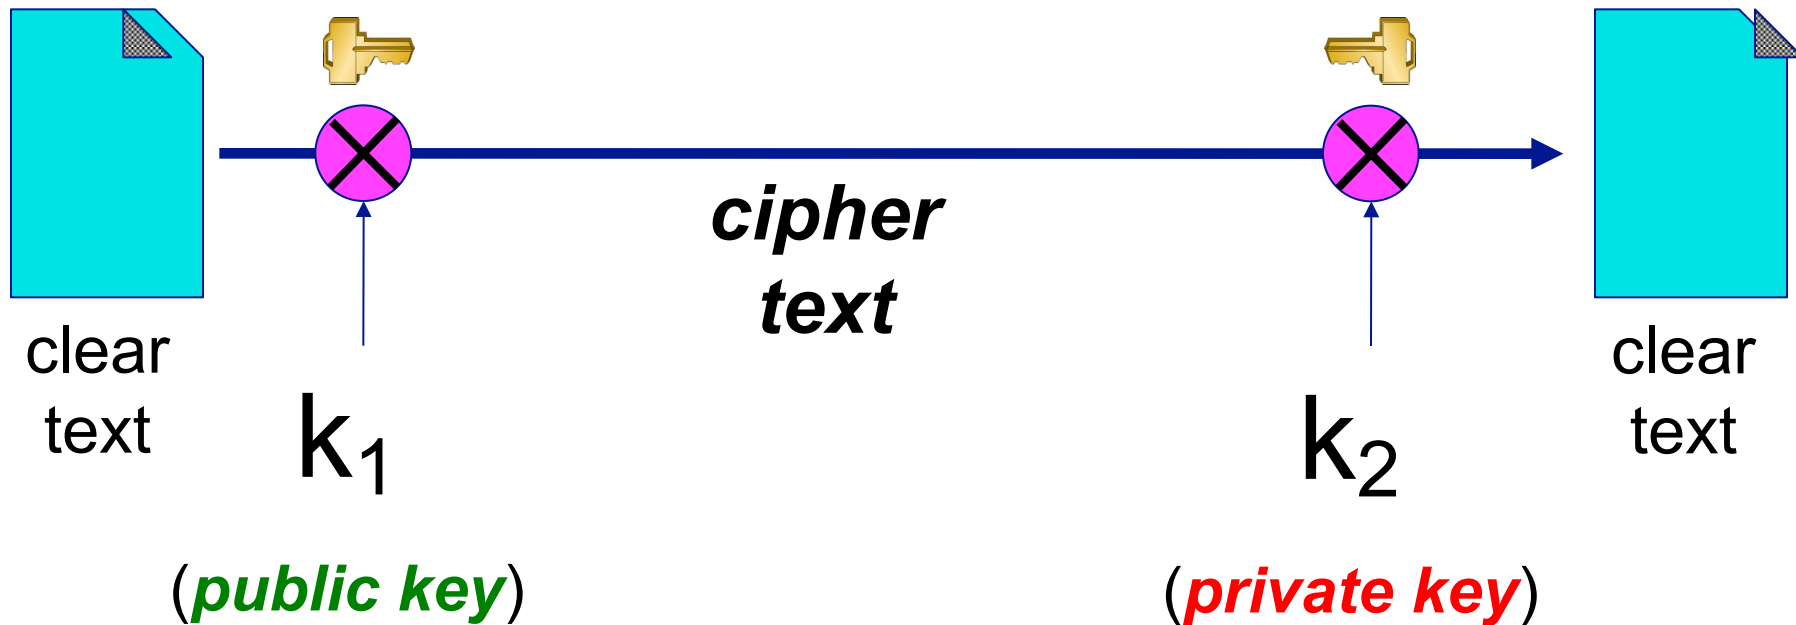 cipher
text
clear
text
k₁
k₂
clear
text
(public key)
(private key)